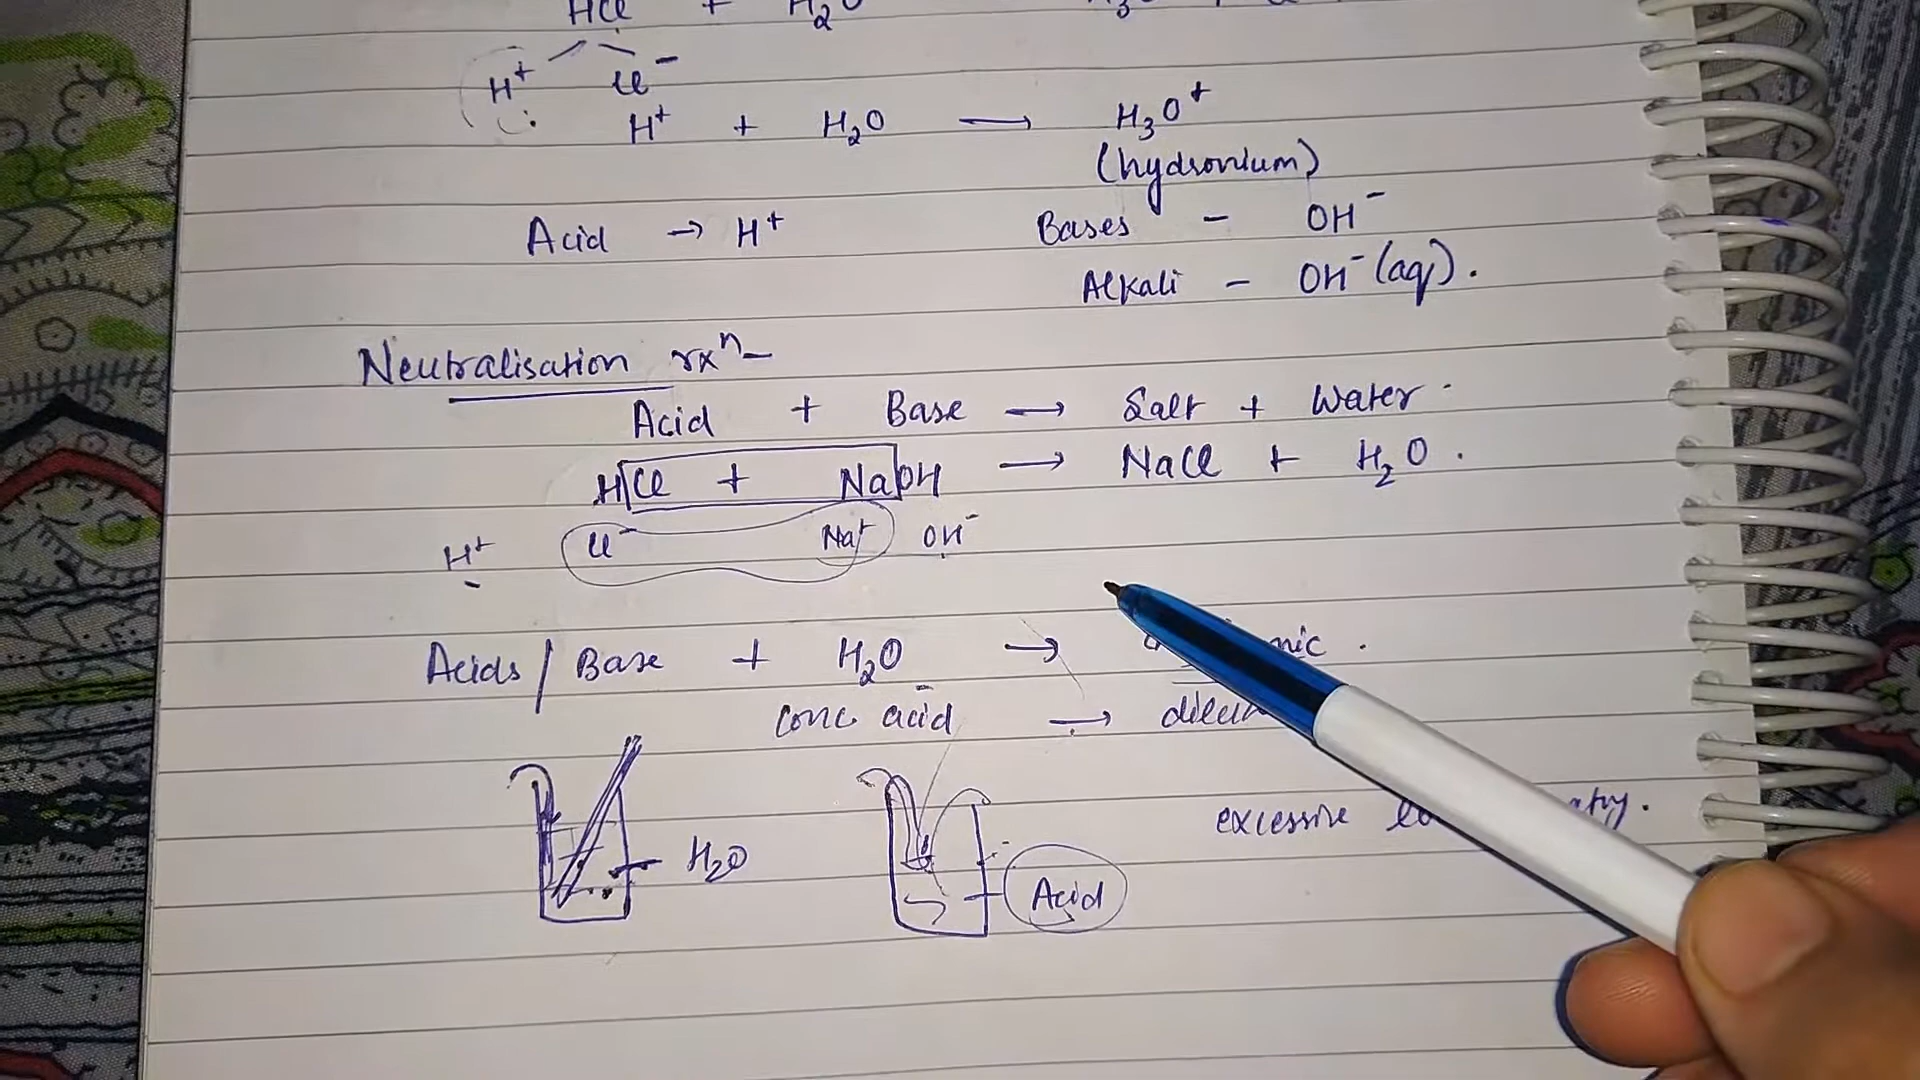 HCl + H₂O H₃
H⁺ Cl⁻
H⁺ + H₂O ⟶ H₃O⁺
(hydronium)
Acid → H⁺ Bases - OH⁻
Alkali - OH⁻(aq).
Neutralisation rxⁿ-
Acid + Base ⟶ Salt + Water.
HCl + NaOH ⟶ NaCl + H₂O.
H⁺ Cl⁻ Na⁺ OH⁻
Acids / Base + H₂O →
conc acid →
H₂O
excessive
Acid